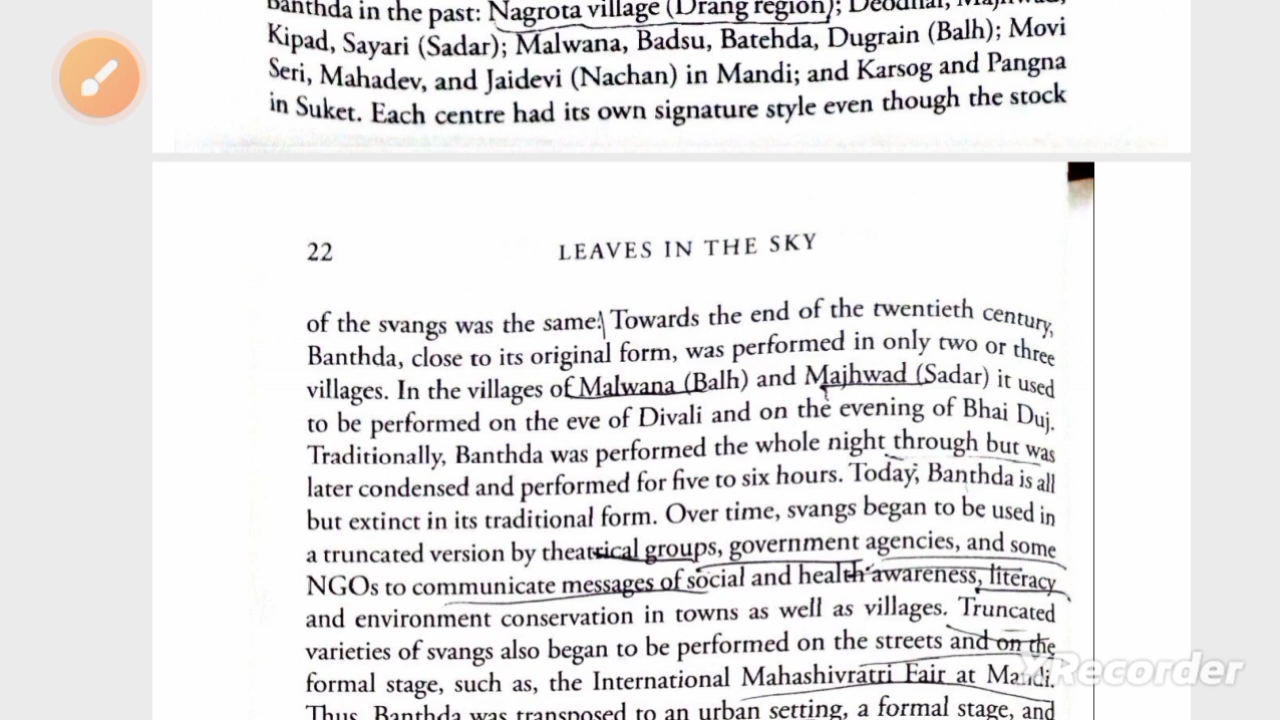 Banthda in the past: Nagrota village (Drang region); Deodhar, Majhwad,
Kipad, Sayari (Sadar); Malwana, Badsu, Batehda, Dugrain (Balh); Movi
Seri, Mahadev, and Jaidevi (Nachan) in Mandi; and Karsog and Pangna
in Suket. Each centre had its own signature style even though the stock
22 LEAVES IN THE SKY
of the svangs was the same. Towards the end of the twentieth century,
Banthda, close to its original form, was performed in only two or three
villages. In the villages of Malwana (Balh) and Majhwad (Sadar) it used
to be performed on the eve of Divali and on the evening of Bhai Duj.
Traditionally, Banthda was performed the whole night through but was
later condensed and performed for five to six hours. Today, Banthda is all
but extinct in its traditional form. Over time, svangs began to be used in
a truncated version by theatrical groups, government agencies, and some
NGOs to communicate messages of social and health awareness, literacy
and environment conservation in towns as well as villages. Truncated
varieties of svangs also began to be performed on the streets and on the
formal stage, such as, the International Mahashivratri Fair at Mandi.
Thus, Banthda was transposed to an urban setting, a formal stage, and
XRecorder